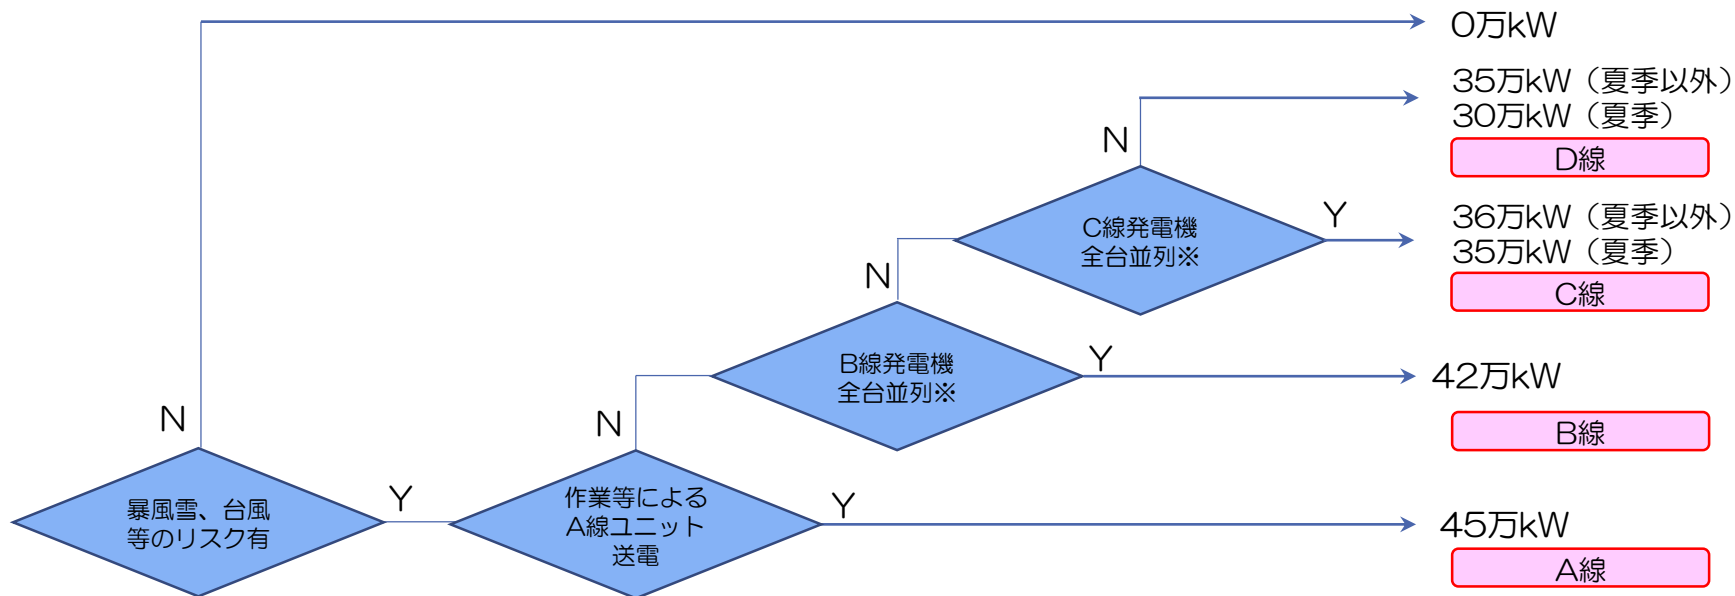 0万kW
35万kW（夏季以外）
30万kW（夏季）
D線
N
C線発電機
全台並列※
Y
36万kW（夏季以外）
35万kW（夏季）
C線
N
B線発電機
全台並列※
Y
42万kW
B線
N
暴風雪、台風
等のリスク有
Y
N
作業等による
A線ユニット
送電
Y
45万kW
A線